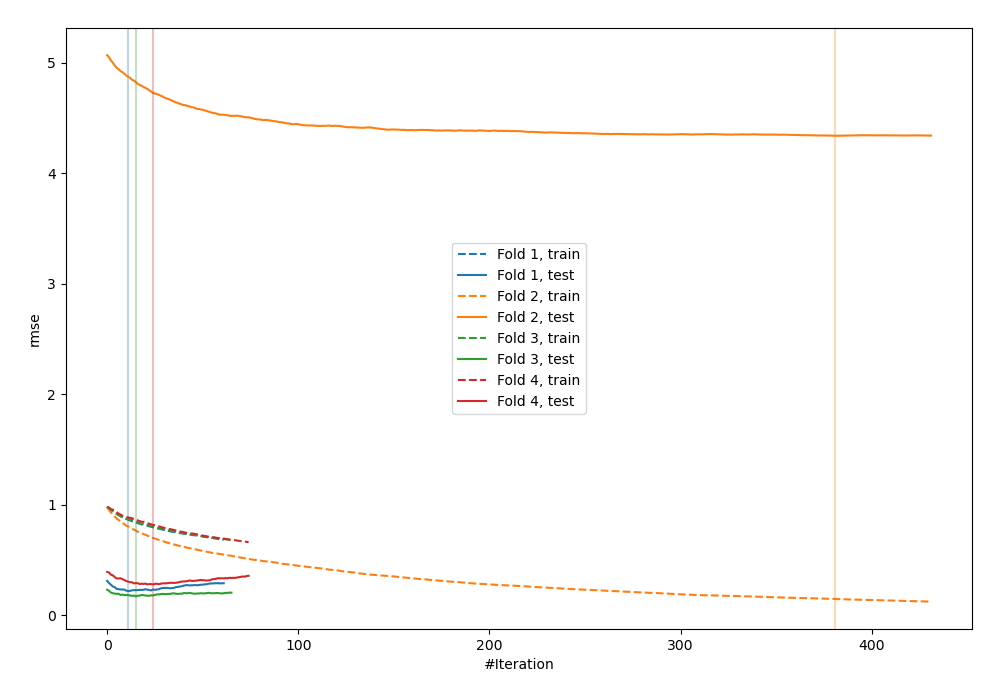 5
4
3
2
1
0
rmse
Fold 1, train
Fold 1, test
Fold 2, train
Fold 2, test
Fold 3, train
Fold 3, test
Fold 4, train
Fold 4, test
0 100 200 300 400
#Iteration